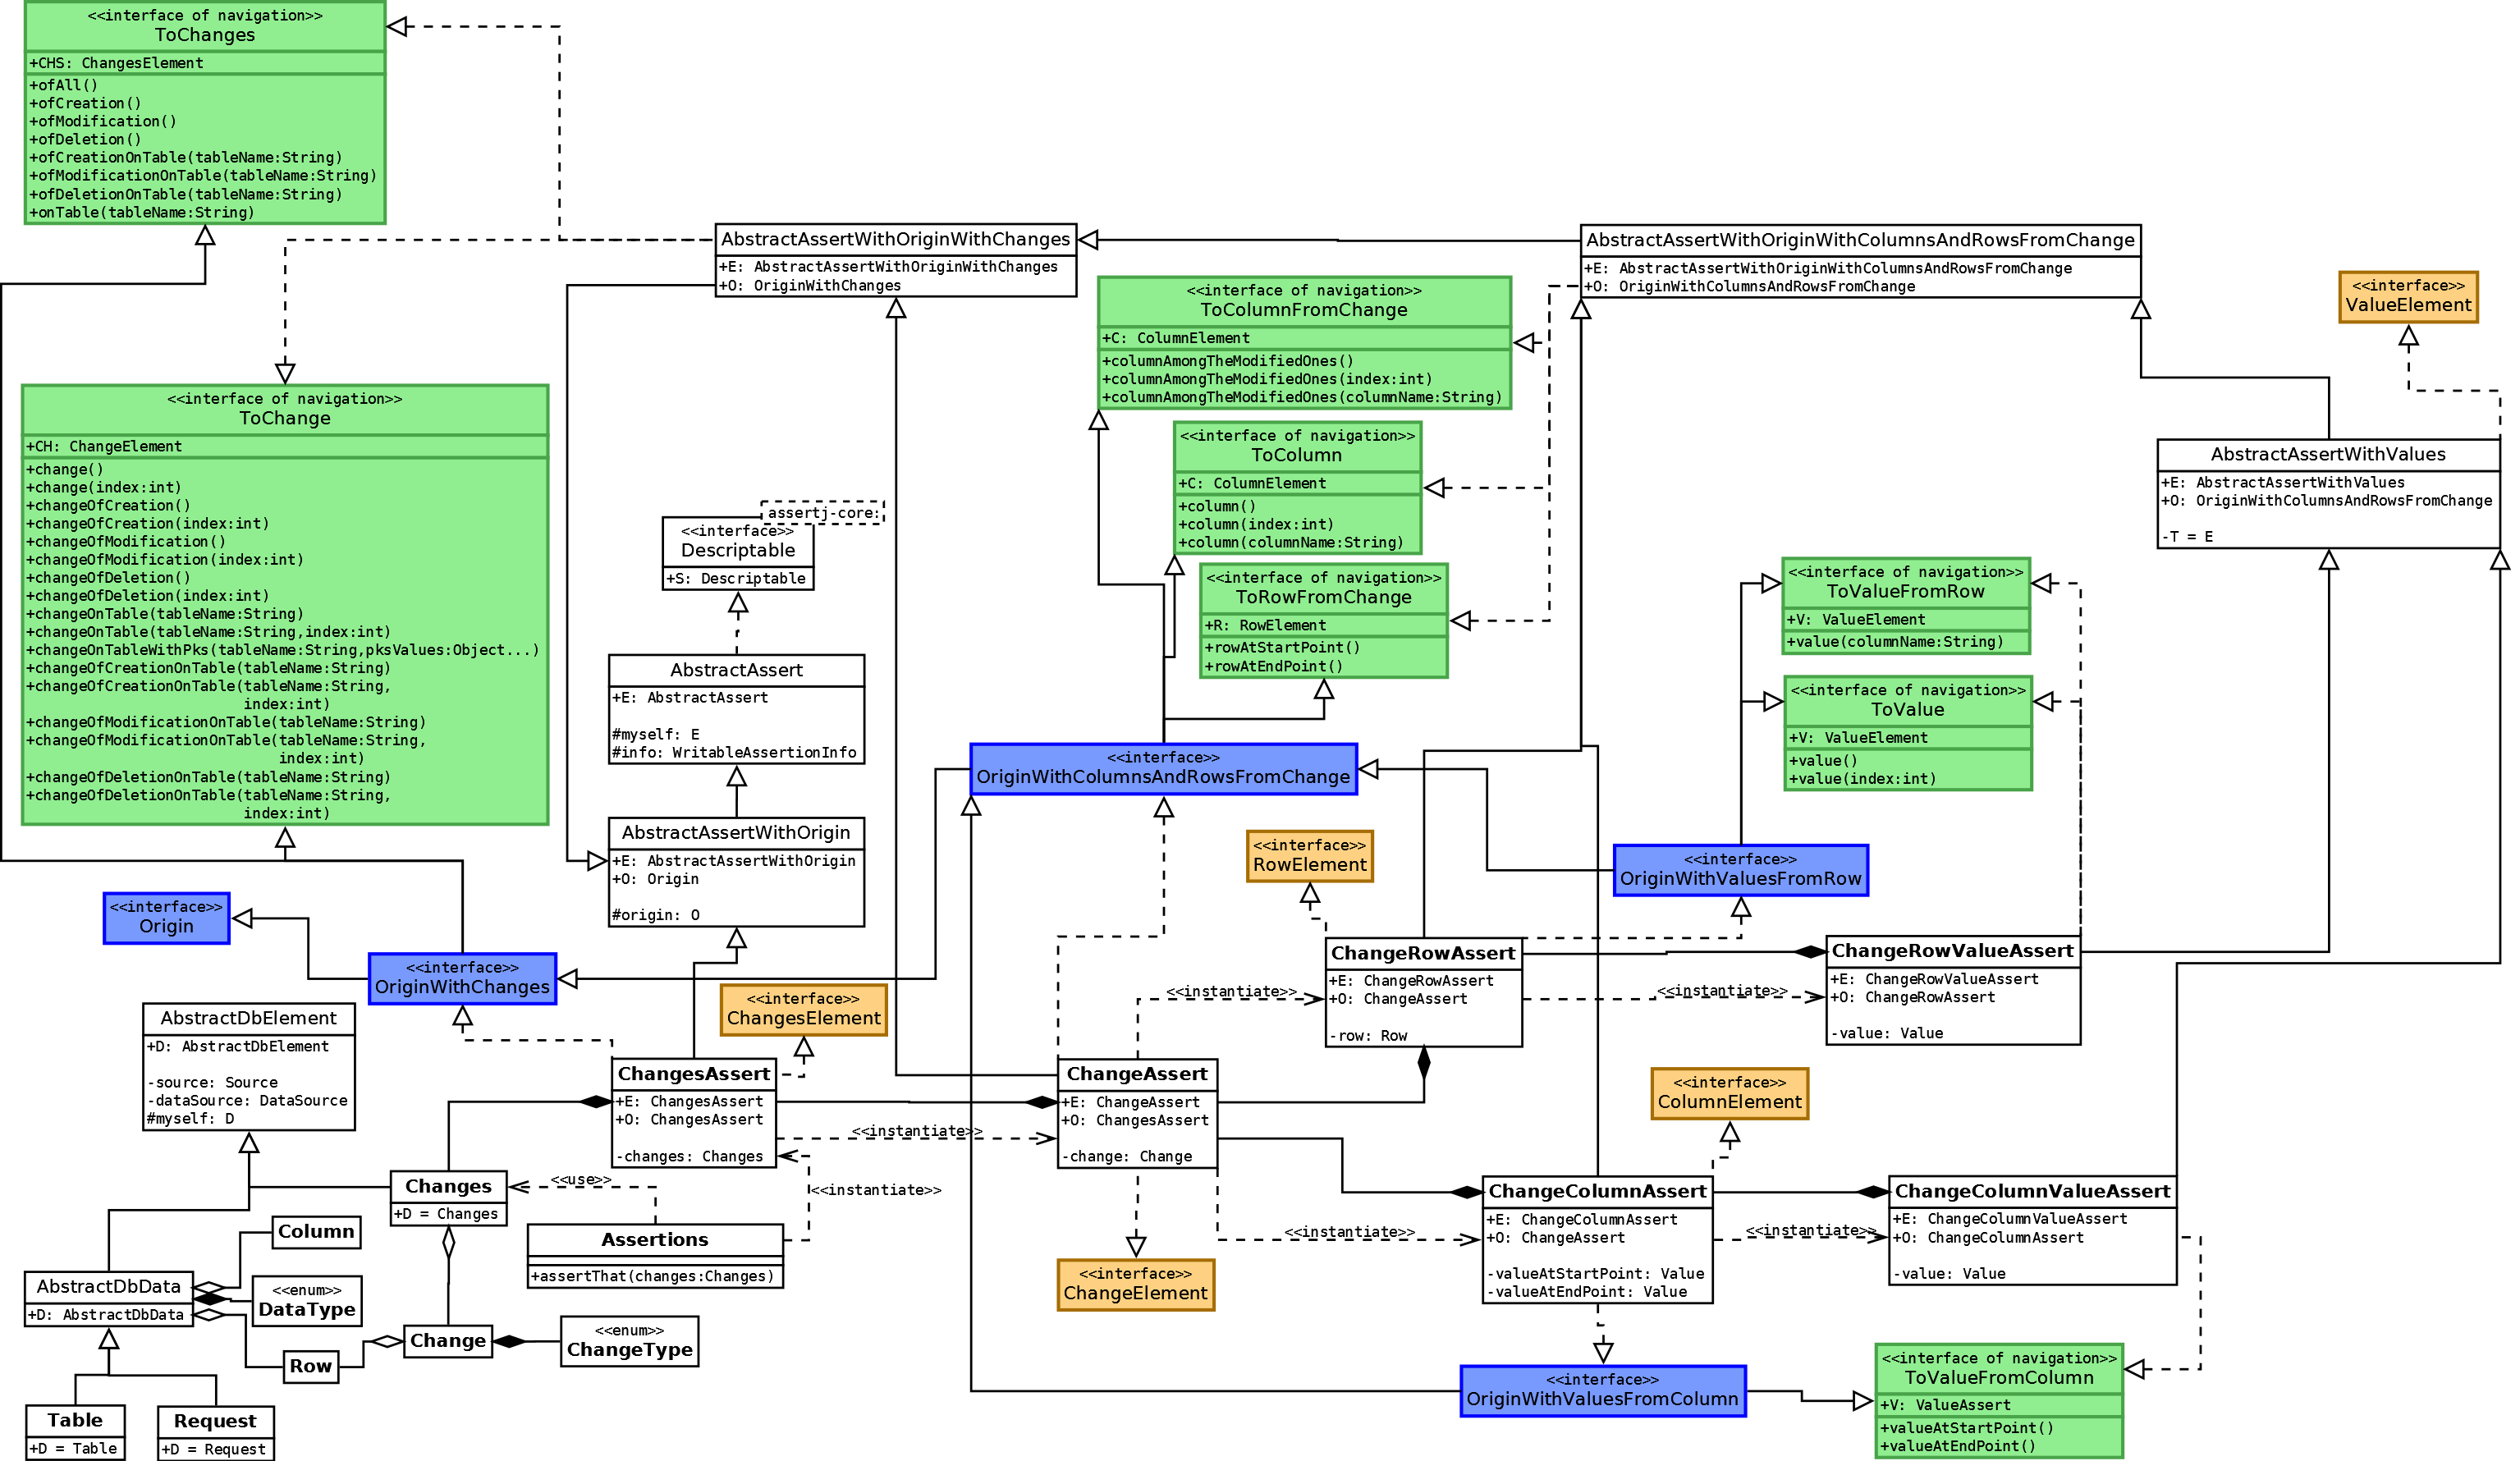 <<interface of navigation>>
ToChanges
+CHS: ChangesElement
+ofAll()
+ofCreation()
+ofModification()
+ofDeletion()
+ofCreationOnTable(tableName:String)
+ofModificationOnTable(tableName:String)
+ofDeletionOnTable(tableName:String)
+onTable(tableName:String)
AbstractAssertWithOriginWithChanges
+E: AbstractAssertWithOriginWithChanges
+O: OriginWithChanges
AbstractAssertWithOriginWithColumnsAndRowsFromChange
+E: AbstractAssertWithOriginWithColumnsAndRowsFromChange
+O: OriginWithColumnsAndRowsFromChange
<<interface>>
ValueElement
<<interface of navigation>>
ToColumnFromChange
+C: ColumnElement
+columnAmongTheModifiedOnes()
+columnAmongTheModifiedOnes(index:int)
+columnAmongTheModifiedOnes(columnName:String)
<<interface of navigation>>
ToChange
+CH: ChangeElement
+change()
+change(index:int)
+changeOfCreation()
+changeOfCreation(index:int)
+changeOfModification()
+changeOfModification(index:int)
+changeOfDeletion()
+changeOfDeletion(index:int)
+changeOnTable(tableName:String)
+changeOnTable(tableName:String,index:int)
+changeOnTableWithPks(tableName:String,pksValues:Object...)
+changeOfCreationOnTable(tableName:String)
+changeOfCreationOnTable(tableName:String,
index:int)
+changeOfModificationOnTable(tableName:String)
+changeOfModificationOnTable(tableName:String,
index:int)
+changeOfDeletionOnTable(tableName:String)
+changeOfDeletionOnTable(tableName:String,
index:int)
<<interface of navigation>>
ToColumn
+C: ColumnElement
+column()
+column(index:int)
+column(columnName:String)
AbstractAssertWithValues
+E: AbstractAssertWithValues
+O: OriginWithColumnsAndRowsFromChange
-T = E
assertj-core:
<<interface>>
Descriptable
+S: Descriptable
<<interface of navigation>>
ToRowFromChange
+R: RowElement
+rowAtStartPoint()
+rowAtEndPoint()
<<interface of navigation>>
ToValueFromRow
+V: ValueElement
+value(columnName:String)
AbstractAssert
+E: AbstractAssert
#myself: E
#info: WritableAssertionInfo
<<interface of navigation>>
ToValue
+V: ValueElement
+value()
+value(index:int)
<<interface>>
OriginWithColumnsAndRowsFromChange
AbstractAssertWithOrigin
+E: AbstractAssertWithOrigin
+O: Origin
#origin: O
<<interface>>
RowElement
<<interface>>
OriginWithValuesFromRow
<<interface>>
Origin
<<interface>>
OriginWithChanges
<<interface>>
ChangesElement
ChangeRowAssert
+E: ChangeRowAssert
+O: ChangeAssert
-row: Row
<<instantiate>>
<<instantiate>>
ChangeRowValueAssert
+E: ChangeRowValueAssert
+O: ChangeRowAssert
-value: Value
AbstractDbElement
+D: AbstractDbElement
-source: Source
-dataSource: DataSource
#myself: D
ChangesAssert
+E: ChangesAssert
+O: ChangesAssert
-changes: Changes
<<instantiate>>
ChangeAssert
+E: ChangeAssert
+O: ChangesAssert
-change: Change
<<interface>>
ColumnElement
Changes
+D = Changes
<<use>>
<<instantiate>>
Assertions
+assertThat(changes:Changes)
ChangeColumnAssert
+E: ChangeColumnAssert
+O: ChangeAssert
-valueAtStartPoint: Value
-valueAtEndPoint: Value
<<instantiate>>
<<instantiate>>
ChangeColumnValueAssert
+E: ChangeColumnValueAssert
+O: ChangeColumnAssert
-value: Value
Column
AbstractDbData
+D: AbstractDbData
<<enum>>
DataType
<<interface>>
ChangeElement
Change
<<enum>>
ChangeType
Row
<<interface>>
OriginWithValuesFromColumn
<<interface of navigation>>
ToValueFromColumn
+V: ValueAssert
+valueAtStartPoint()
+valueAtEndPoint()
Table
+D = Table
Request
+D = Request